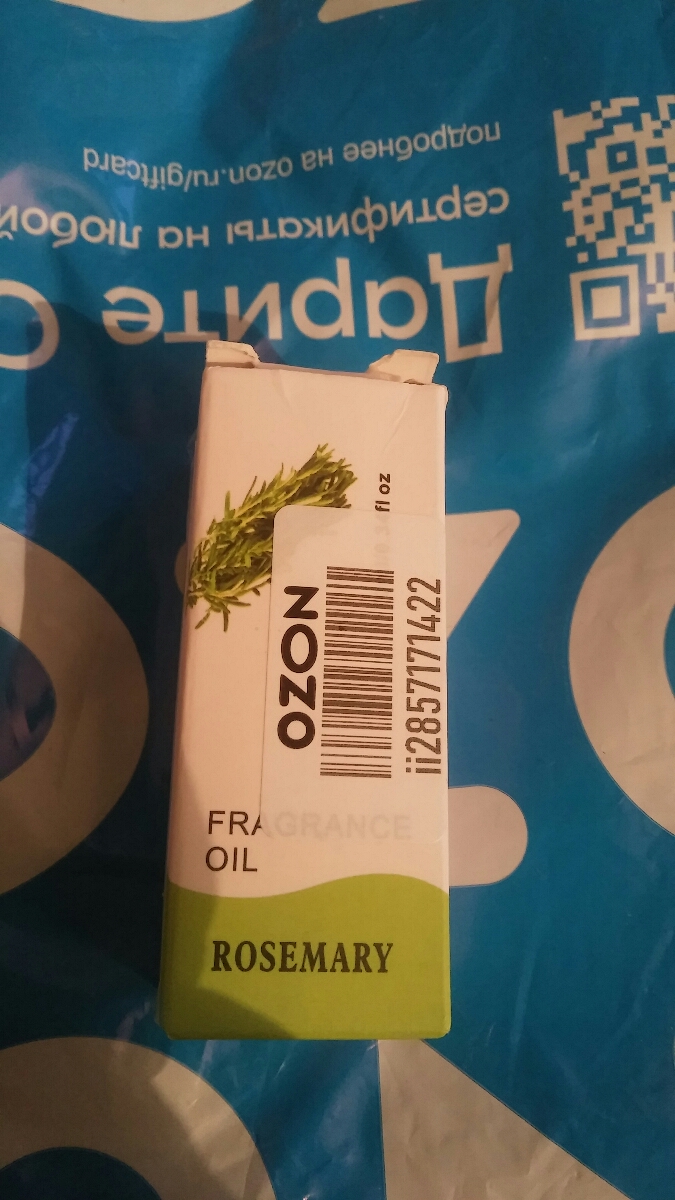 Дарите O
сертификаты на любой
подробнее на ozon.ru/giftcard
fl oz
OZON
ii2857171422
FRAGRANCE
OIL
ROSEMARY